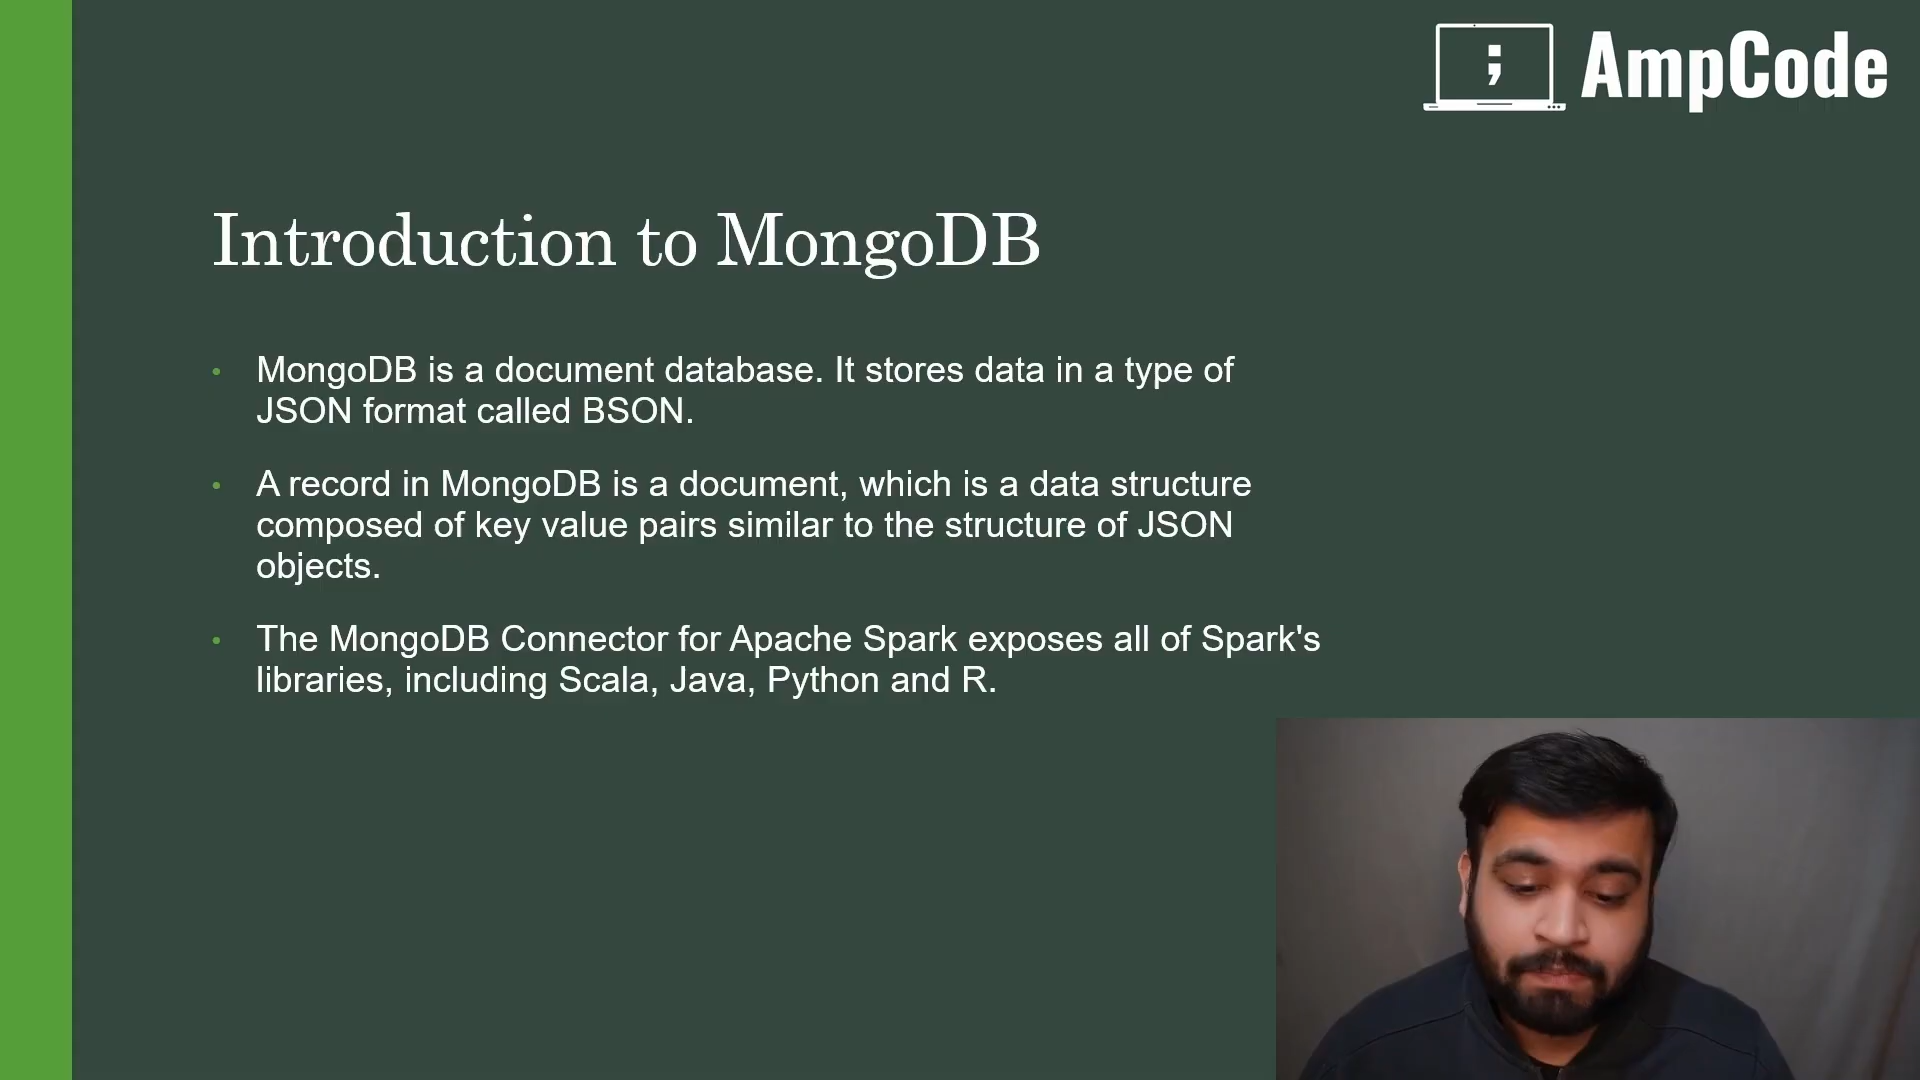 ; AmpCode
Introduction to MongoDB
• MongoDB is a document database. It stores data in a type of
JSON format called BSON.
• A record in MongoDB is a document, which is a data structure
composed of key value pairs similar to the structure of JSON
objects.
• The MongoDB Connector for Apache Spark exposes all of Spark's
libraries, including Scala, Java, Python and R.